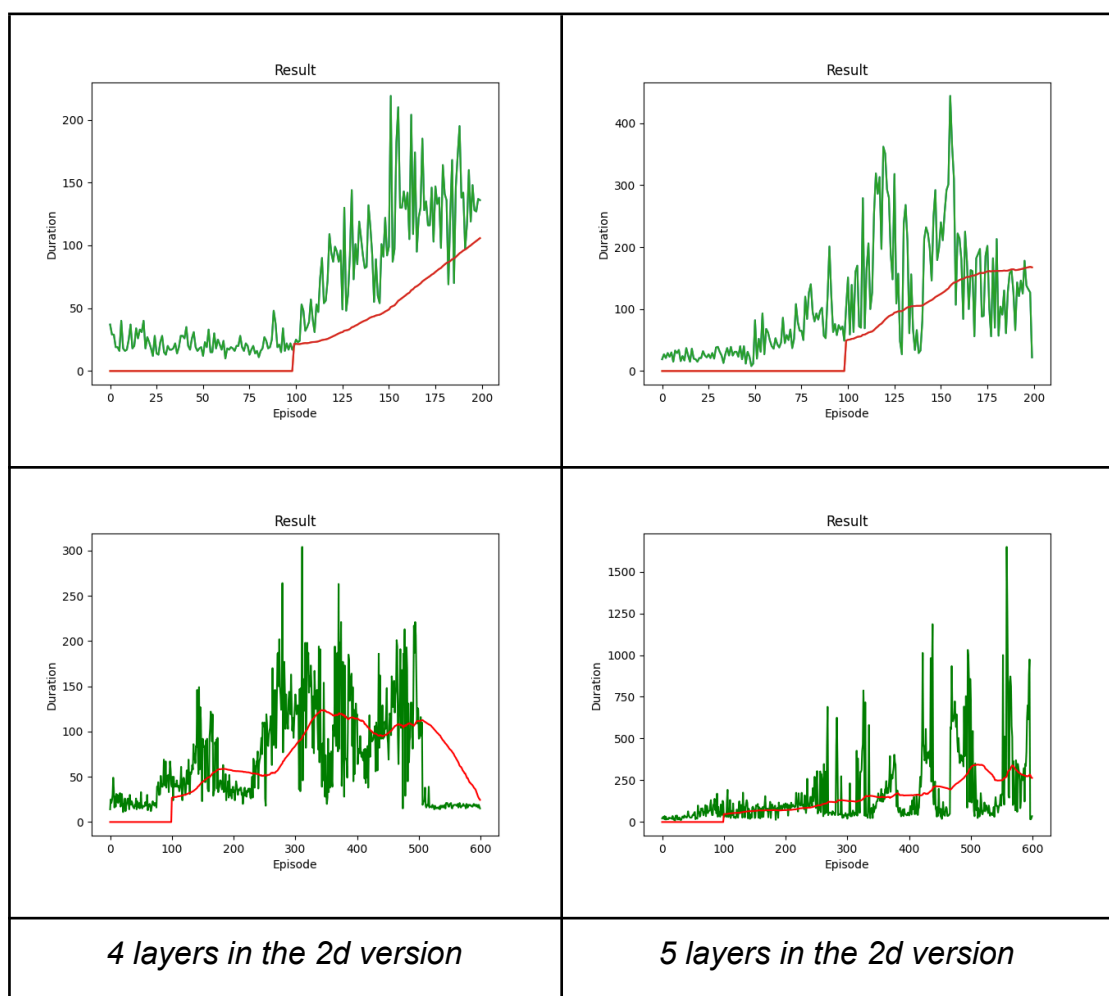 Result
200
150
100
50
0
Duration
0 25 50 75 100 125 150 175 200
Episode
Result
400
300
200
100
0
Duration
0 25 50 75 100 125 150 175 200
Episode
Result
300
250
200
150
100
50
0
Duration
0 100 200 300 400 500 600
Episode
Result
1500
1250
1000
750
500
250
0
Duration
0 100 200 300 400 500 600
Episode
4 layers in the 2d version
5 layers in the 2d version